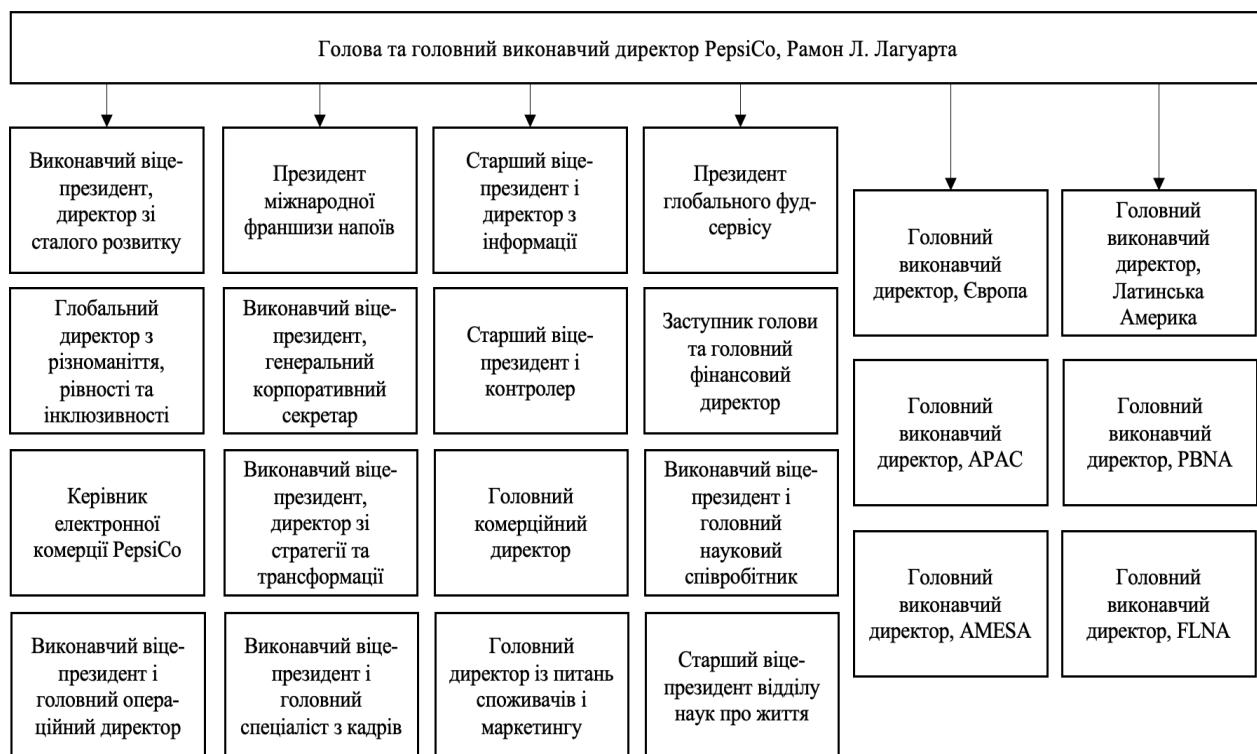 Голова та головний виконавчий директор PepsiCo, Рамон Л. Лагуарта
Виконавчий віце-
президент,
директор зі
сталого розвитку
Президент
міжнародної
франшизи напоїв
Старший віце-
президент і
директор з
інформації
Президент
глобального фуд-
сервісу
Головний
виконавчий
директор, Європа
Головний
виконавчий
директор,
Латинська
Америка
Глобальний
директор з
різноманіття,
рівності та
інклюзивності
Виконавчий віце-
президент,
генеральний
корпоративний
секретар
Старший віце-
президент і
контролер
Заступник голови
та головний
фінансовий
директор
Головний
виконавчий
директор, APAC
Головний
виконавчий
директор, PBNA
Керівник
електронної
комерції PepsiCo
Виконавчий віце-
президент,
директор зі
стратегії та
трансформації
Головний
комерційний
директор
Виконавчий віце-
президент і
головний
науковий
співробітник
Головний
виконавчий
директор, AMESA
Головний
виконавчий
директор, FLNA
Виконавчий віце-
президент і
головний опера-
ційний директор
Виконавчий віце-
президент і
головний
спеціаліст з кадрів
Головний
директор із питань
споживачів і
маркетингу
Старший віце-
президент відділу
наук про життя